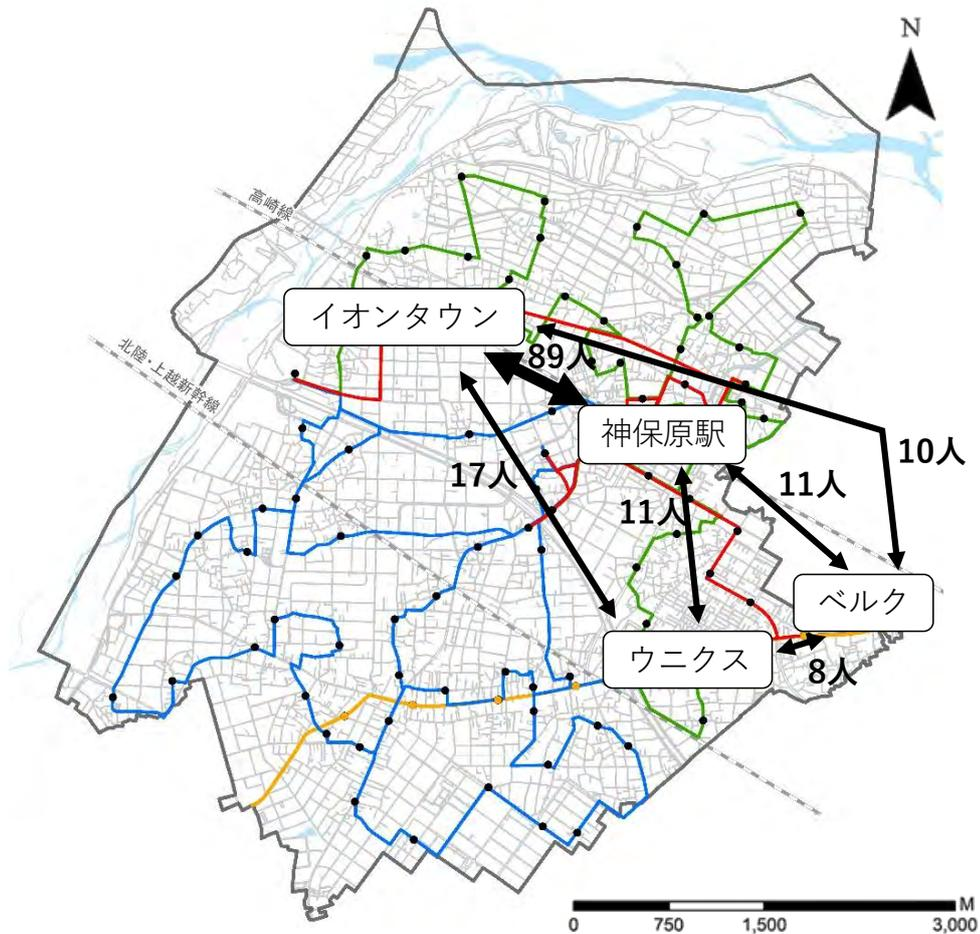 N
高崎線
イオンタウン
北陸・上越新幹線
89人
神保原駅
10人
17人
11人
11人
ベルク
ウニクス
8人
M
0 750 1,500 3,000